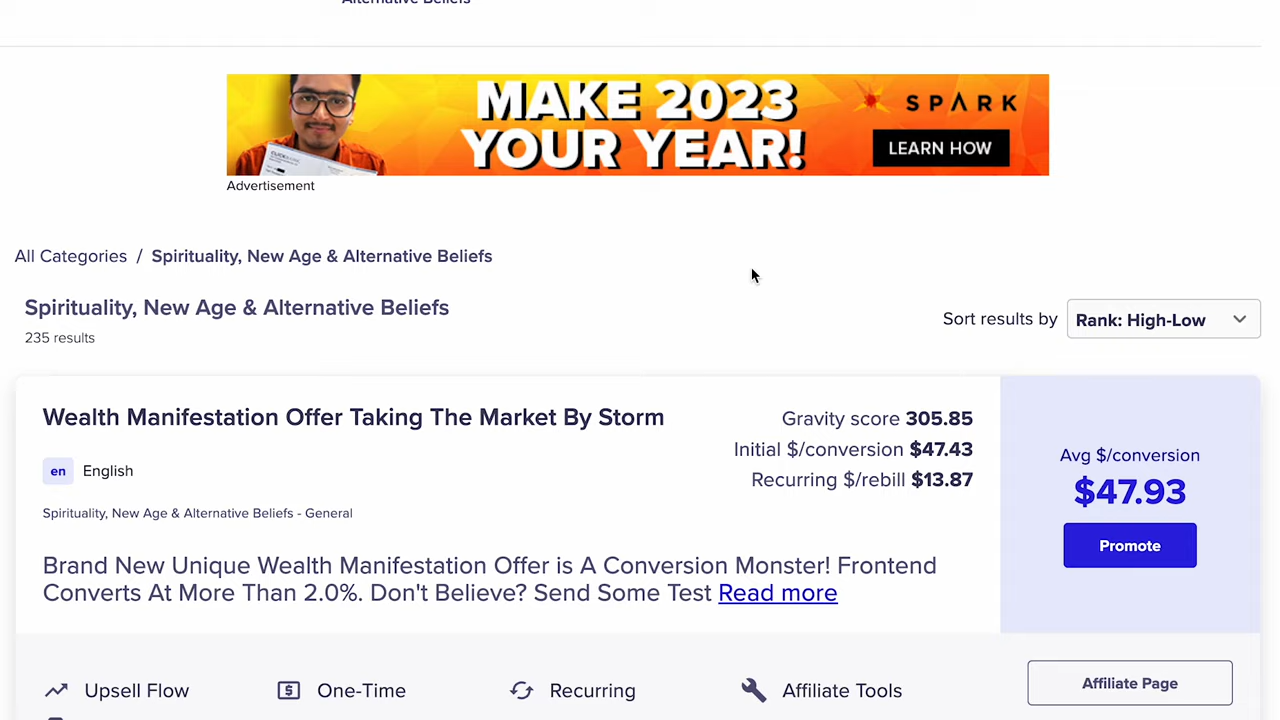 Alternative Beliefs
MAKE 2023
YOUR YEAR!
SPARK
LEARN HOW
CLICKBANK
Advertisement
All Categories / Spirituality, New Age & Alternative Beliefs
Spirituality, New Age & Alternative Beliefs
235 results
Sort results by Rank: High-Low
Wealth Manifestation Offer Taking The Market By Storm
en English
Spirituality, New Age & Alternative Beliefs - General
Brand New Unique Wealth Manifestation Offer is A Conversion Monster! Frontend
Converts At More Than 2.0%. Don't Believe? Send Some Test Read more
Gravity score 305.85
Initial $/conversion $47.43
Recurring $/rebill $13.87
Avg $/conversion
$47.93
Promote
Upsell Flow
One-Time
Recurring
Affiliate Tools
Affiliate Page